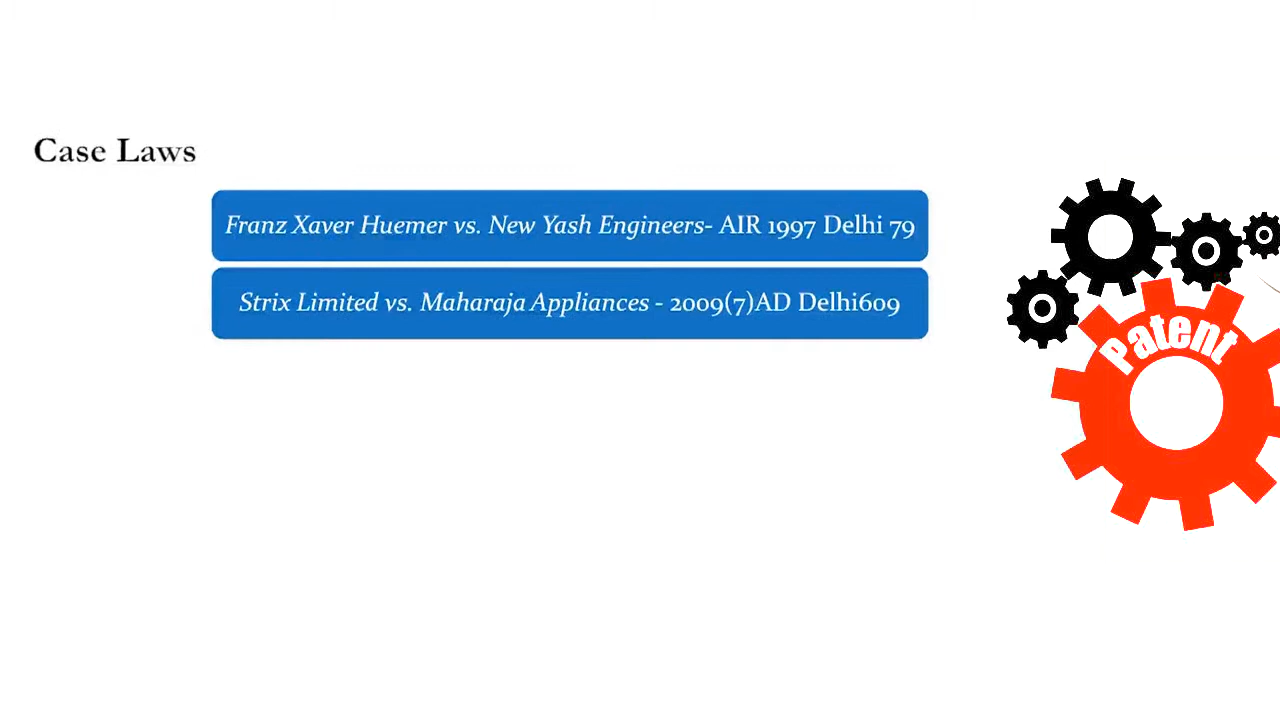 Case Laws
Franz Xaver Huemer vs. New Yash Engineers- AIR 1997 Delhi 79
Strix Limited vs. Maharaja Appliances - 2009(7)AD Delhi609
Patent